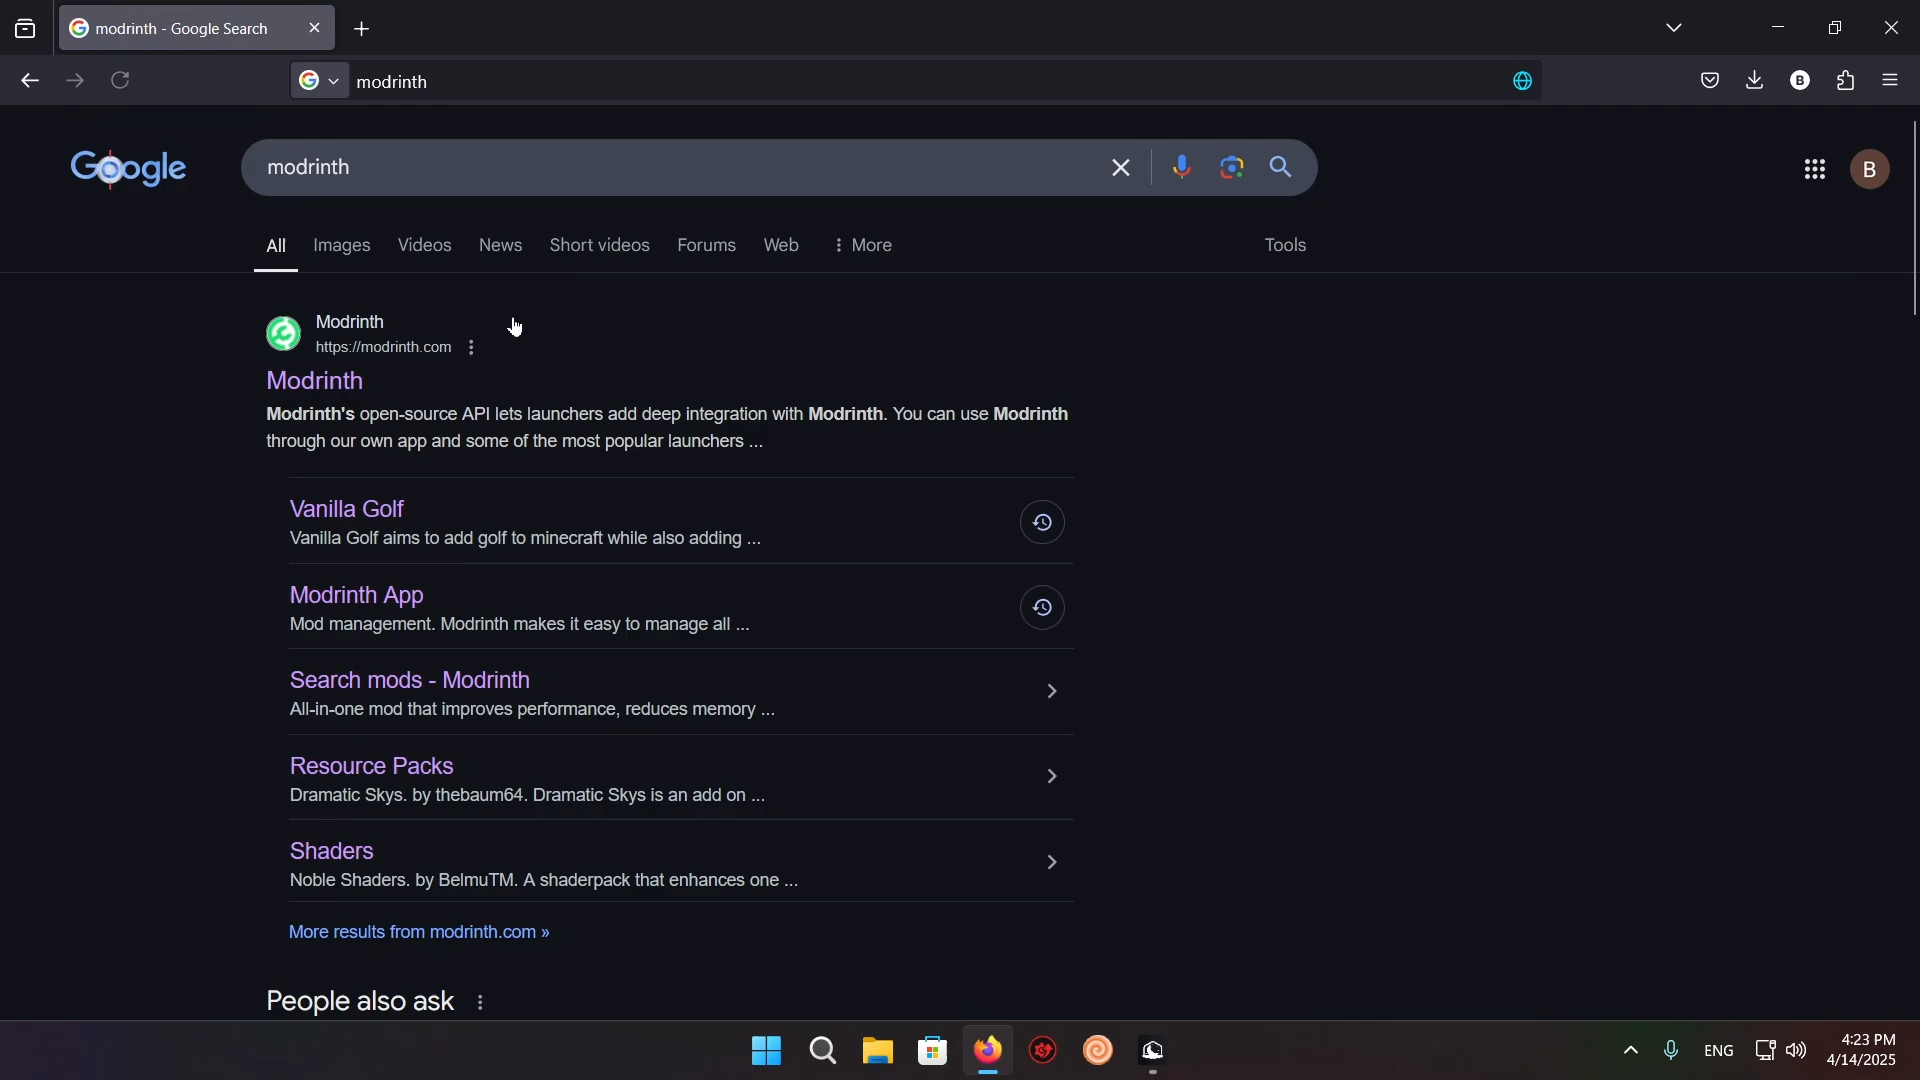 modrinth - Google Search
modrinth
Google
modrinth
B
B
All Images Videos News Short videos Forums Web More Tools
Modrinth
https://modrinth.com
Modrinth
Modrinth's open-source API lets launchers add deep integration with Modrinth. You can use Modrinth
through our own app and some of the most popular launchers ...
Vanilla Golf
Vanilla Golf aims to add golf to minecraft while also adding ...
Modrinth App
Mod management. Modrinth makes it easy to manage all ...
Search mods - Modrinth
All-in-one mod that improves performance, reduces memory ...
Resource Packs
Dramatic Skys. by thebaum64. Dramatic Skys is an add on ...
Shaders
Noble Shaders. by BelmuTM. A shaderpack that enhances one ...
More results from modrinth.com »
People also ask
ENG
4:23 PM
4/14/2025